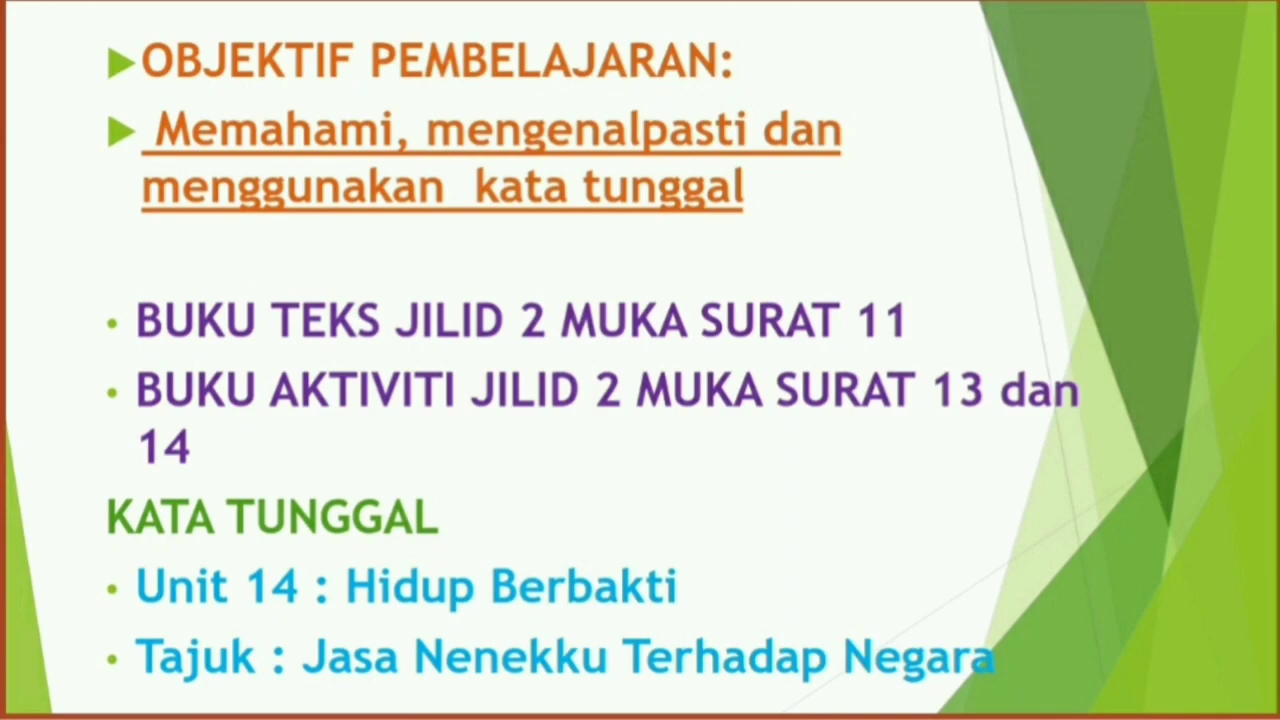 OBJEKTIF PEMBELAJARAN:
Memahami, mengenalpasti dan
menggunakan kata tunggal
BUKU TEKS JILID 2 MUKA SURAT 11
BUKU AKTIVITI JILID 2 MUKA SURAT 13 dan
14
KATA TUNGGAL
Unit 14 : Hidup Berbakti
Tajuk : Jasa Nenekku Terhadap Negara